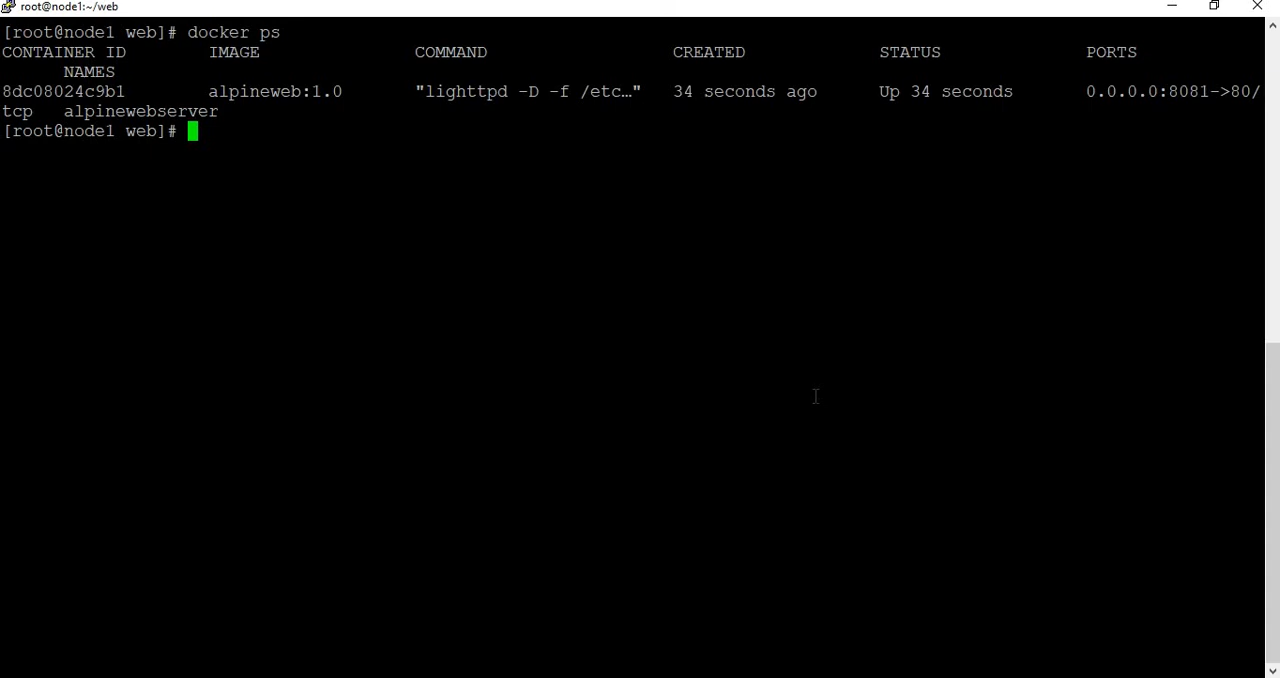 root@node1:~/web
[root@node1 web]# docker ps
CONTAINER ID        IMAGE               COMMAND                  CREATED             STATUS              PORTS
      NAMES
8dc08024c9b1        alpineweb:1.0       "lighttpd -D -f /etc…"   34 seconds ago      Up 34 seconds       0.0.0.0:8081->80/
tcp   alpinewebserver
[root@node1 web]#